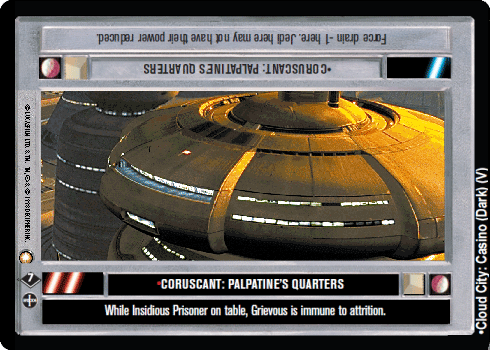 Force drain -1 here. Jedi here may not have their power reduced.
•CORUSCANT: PALPATINE'S QUARTERS
7
•CORUSCANT: PALPATINE'S QUARTERS
While Insidious Prisoner on table, Grievous is immune to attrition.
•Cloud City: Casino (Dark) (V)